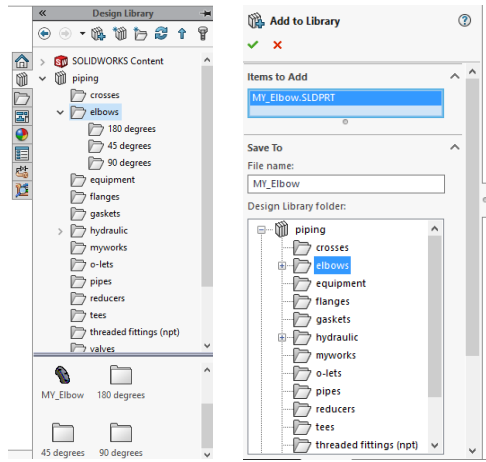 Design Library
SOLIDWORKS Content
piping
crosses
elbows
180 degrees
45 degrees
90 degrees
equipment
flanges
gaskets
hydraulic
myworks
o-lets
pipes
reducers
tees
threaded fittings (npt)
valves
MY_Elbow 180 degrees
45 degrees 90 degrees
Add to Library
Items to Add
MY_Elbow.SLDPRT
Save To
File name:
MY_Elbow
Design Library folder:
piping
crosses
elbows
equipment
flanges
gaskets
hydraulic
myworks
o-lets
pipes
reducers
tees
threaded fittings (npt)